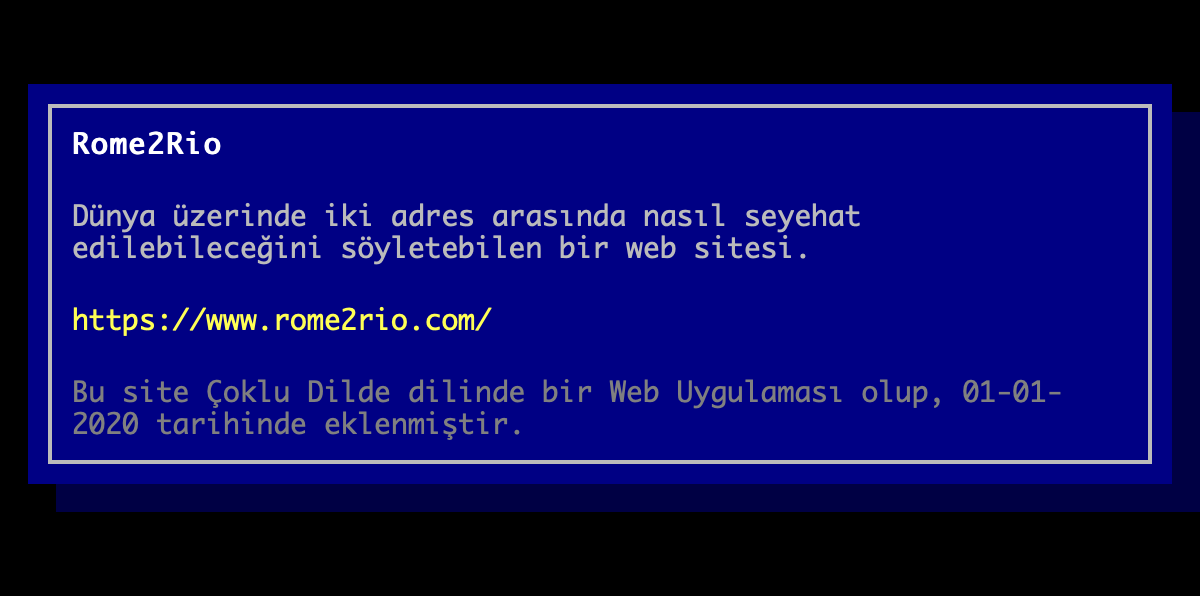 Rome2Rio
Dünya üzerinde iki adres arasında nasıl seyehat
edilebileceğini söyletebilen bir web sitesi.
https://www.rome2rio.com/
Bu site Çoklu Dilde dilinde bir Web Uygulaması olup, 01-01-
2020 tarihinde eklenmiştir.